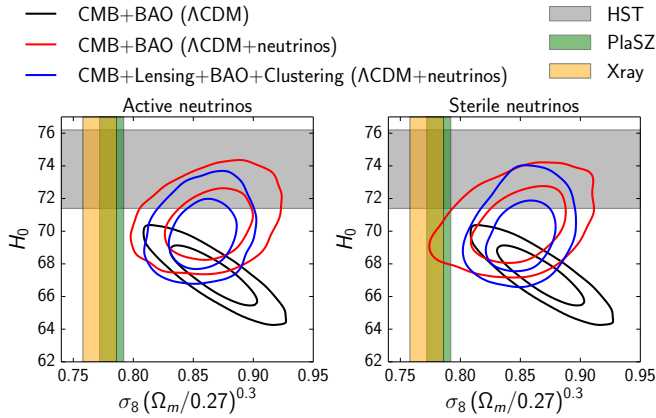 CMB+BAO (ΛCDM)
CMB+BAO (ΛCDM+neutrinos)
CMB+Lensing+BAO+Clustering (ΛCDM+neutrinos)
HST
PlaSZ
Xray
Active neutrinos
76
74
72
70
68
66
64
62
H₀
0.75 0.80 0.85 0.90 0.95
σ₈ (Ωₘ/0.27)^0.3
Sterile neutrinos
76
74
72
70
68
66
64
62
H₀
0.75 0.80 0.85 0.90 0.95
σ₈ (Ωₘ/0.27)^0.3